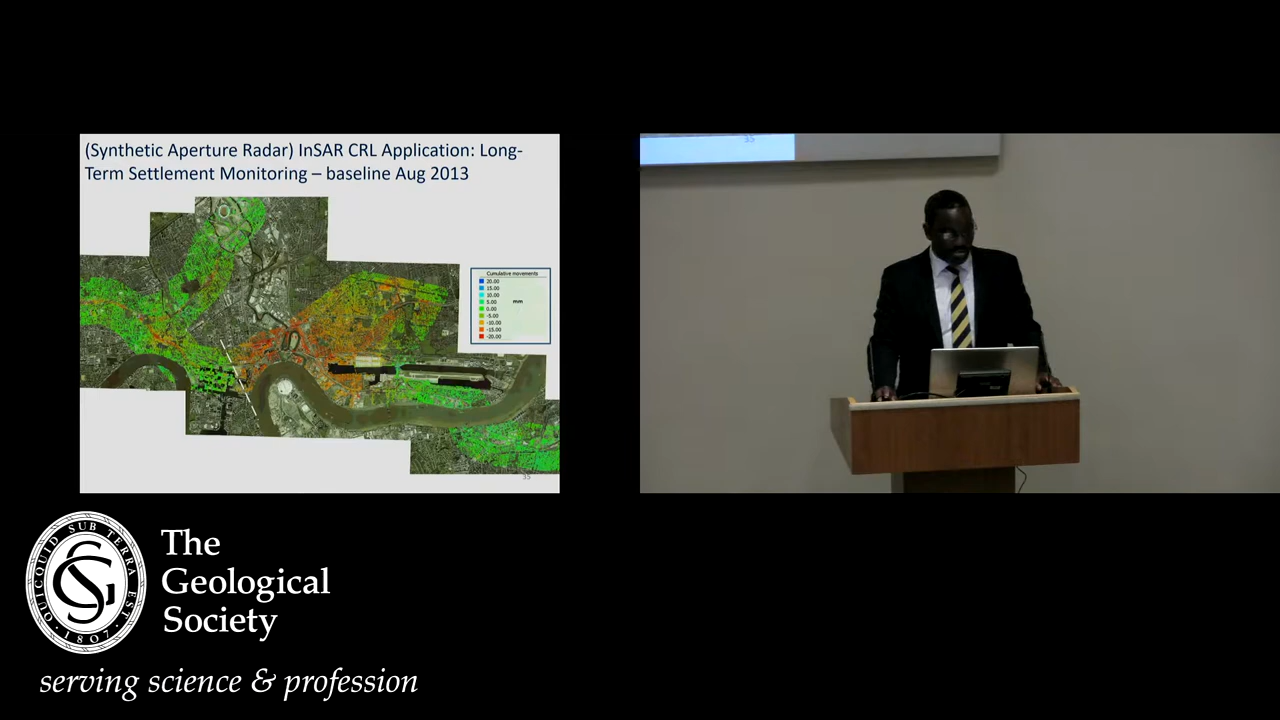 (Synthetic Aperture Radar) InSAR CRL Application: Long-
Term Settlement Monitoring – baseline Aug 2013
Cumulative movements
20.00
15.00
10.00
5.00
0.00
-5.00
-10.00
-15.00
-20.00
mm
35
35
QUICQUID SUB TERRA EST
1807
The
Geological
Society
serving science & profession